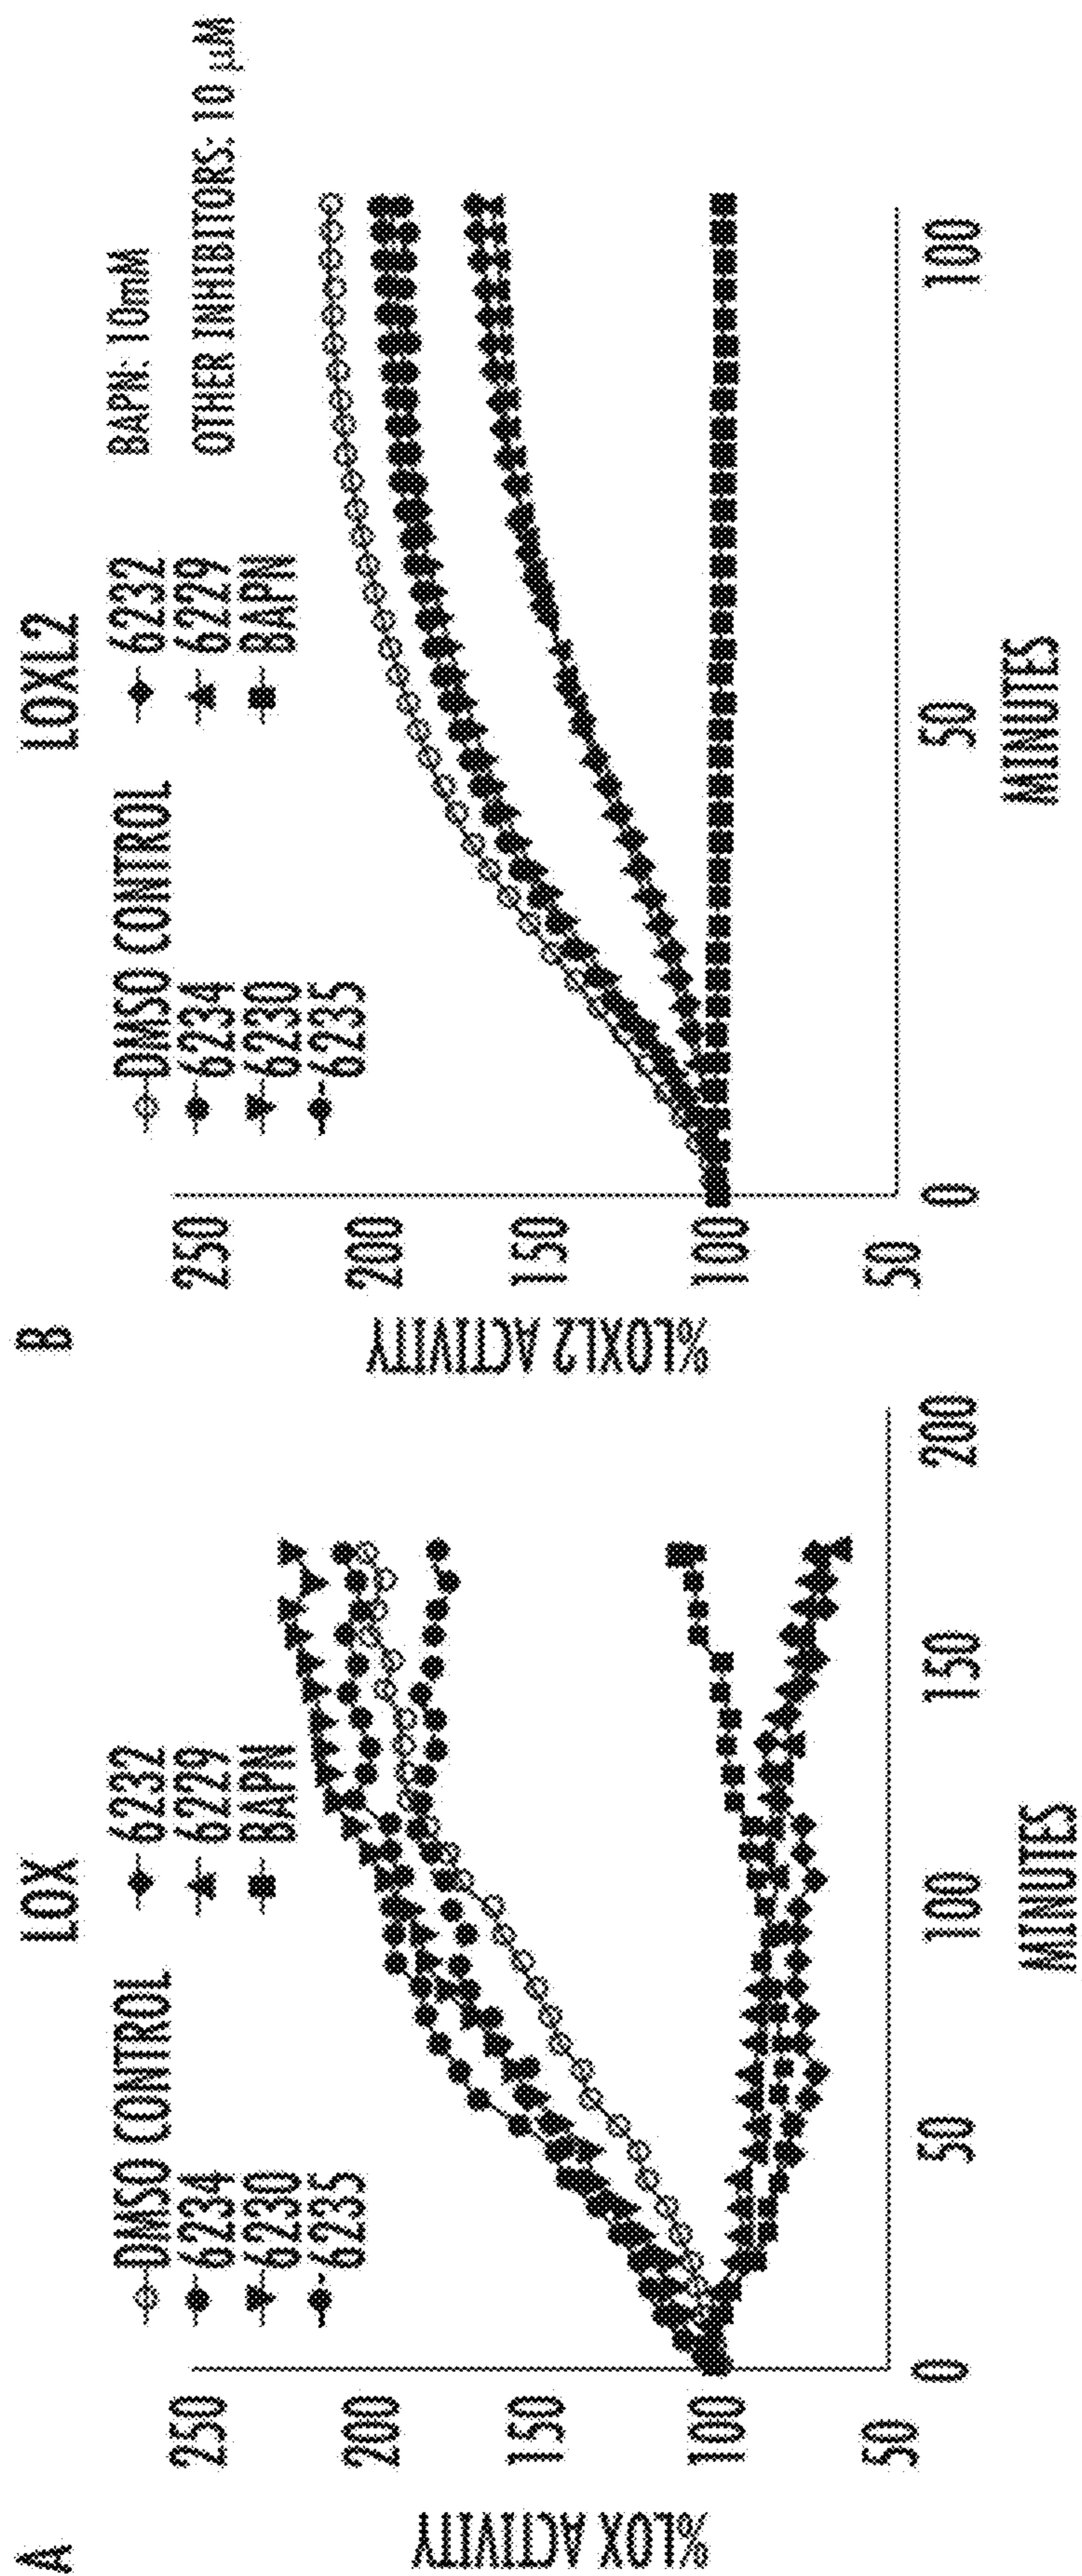 A
LOX
DMSO CONTROL
6234
6230
6235
6232
6229
BAPN
%LOX ACTIVITY
250
200
150
100
50
0
50
100
150
200
MINUTES
B
LOXL2
DMSO CONTROL
6234
6230
6235
6232
6229
BAPN
BAPN: 10mM
OTHER INHIBITORS: 10 µM
%LOXL2 ACTIVITY
250
200
150
100
50
0
50
100
MINUTES